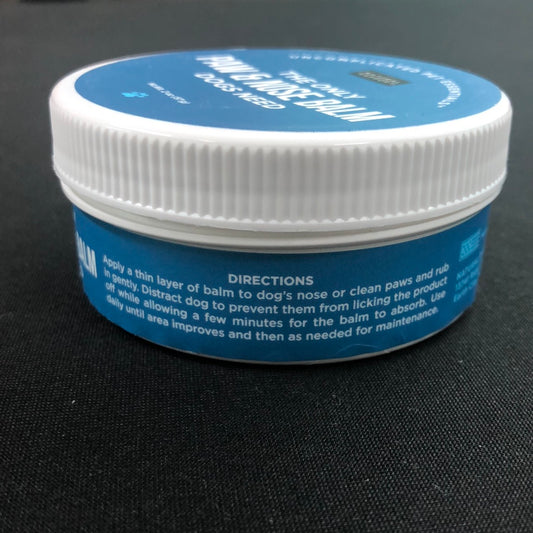 UNCOMPLICATED
THE ONLY
PAW & NOSE BALM
DOGS NEED
BALM
DIRECTIONS
Apply a thin layer of balm to dog's nose or clean paws and rub
in gently. Distract dog to prevent them from licking the product
off while allowing a few minutes for the balm to absorb. Use
daily until area improves and then as needed for maintenance.